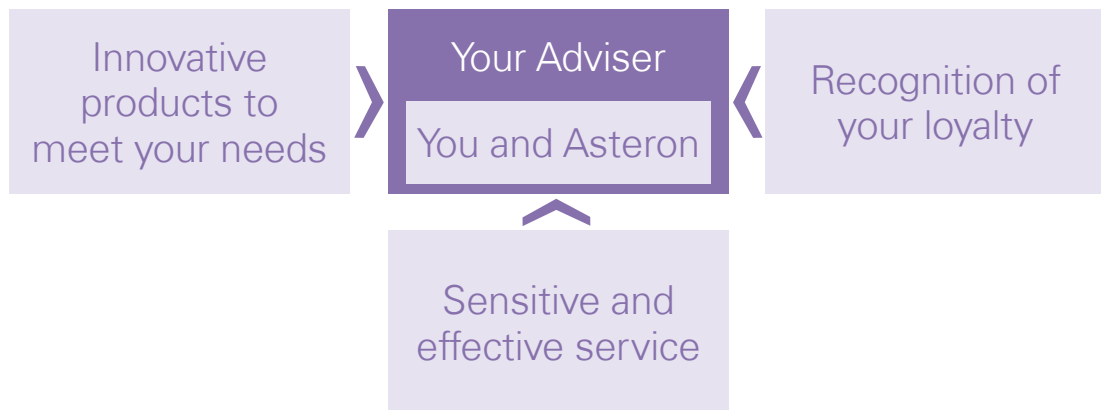 Innovative
products to
meet your needs
Your Adviser
You and Asteron
Recognition of
your loyalty
Sensitive and
effective service